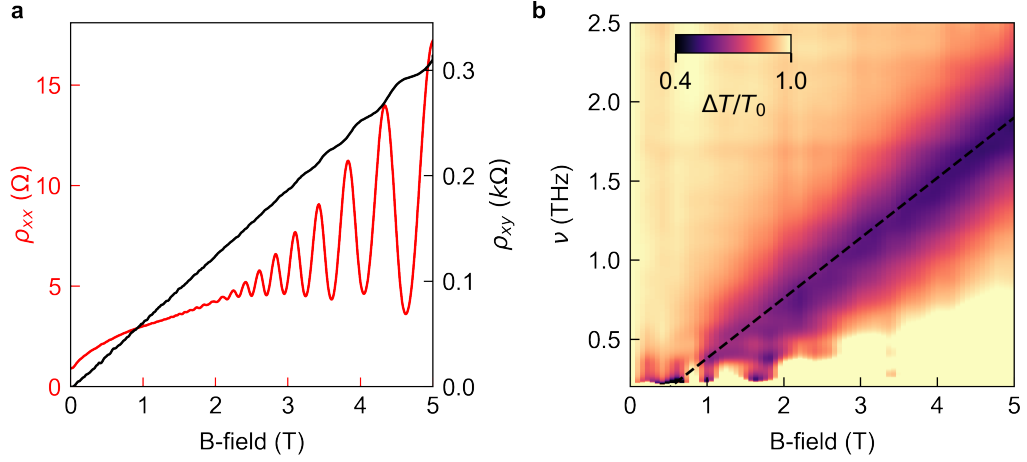 a
15
10
5
0
ρxx (Ω)
0 1 2 3 4 5
B-field (T)
0.3
0.2
0.1
0.0
ρxy (kΩ)
b
2.5
2.0
1.5
1.0
0.5
ν (THz)
0.4 1.0
ΔT/T0
0 1 2 3 4 5
B-field (T)